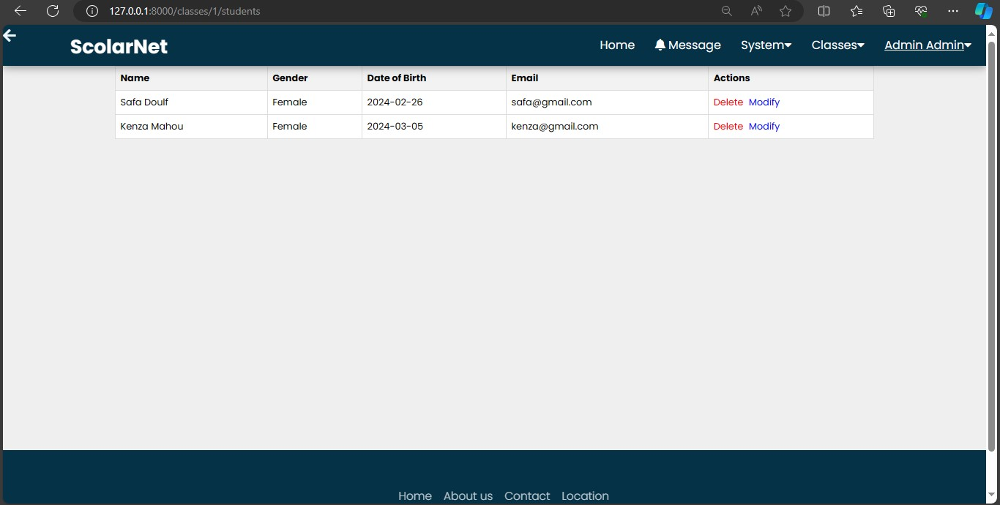 127.0.0.1:8000/classes/1/students
ScolarNet
Home Message System Classes Admin Admin
Name Gender Date of Birth Email Actions
Safa Doulf Female 2024-02-26 safa@gmail.com Delete Modify
Kenza Mahou Female 2024-03-05 kenza@gmail.com Delete Modify
Home About us Contact Location